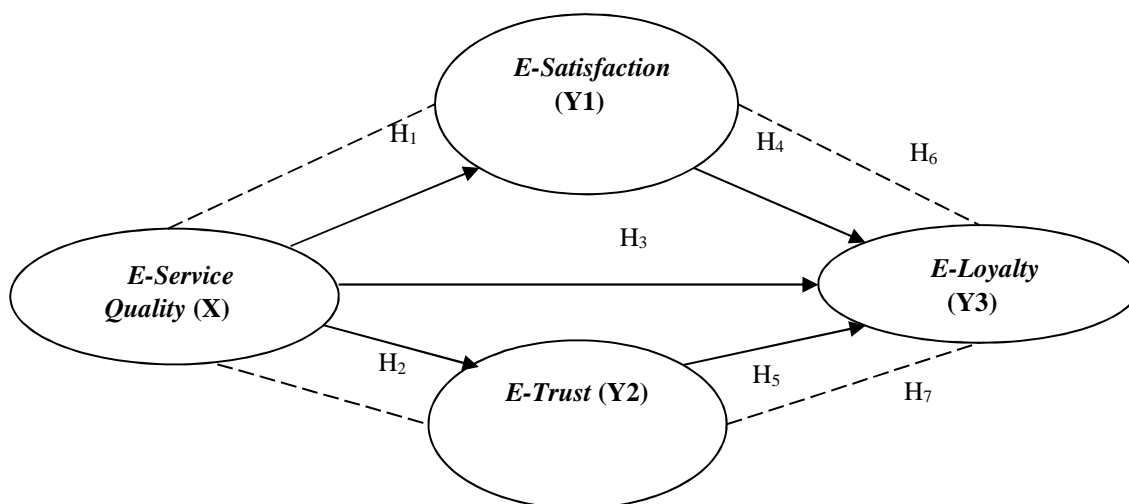 E-Satisfaction
(Y1)
H₁
H₄
H₆
H₃
E-Service
Quality (X)
E-Loyalty
(Y3)
H₂
E-Trust (Y2)
H₅
H₇